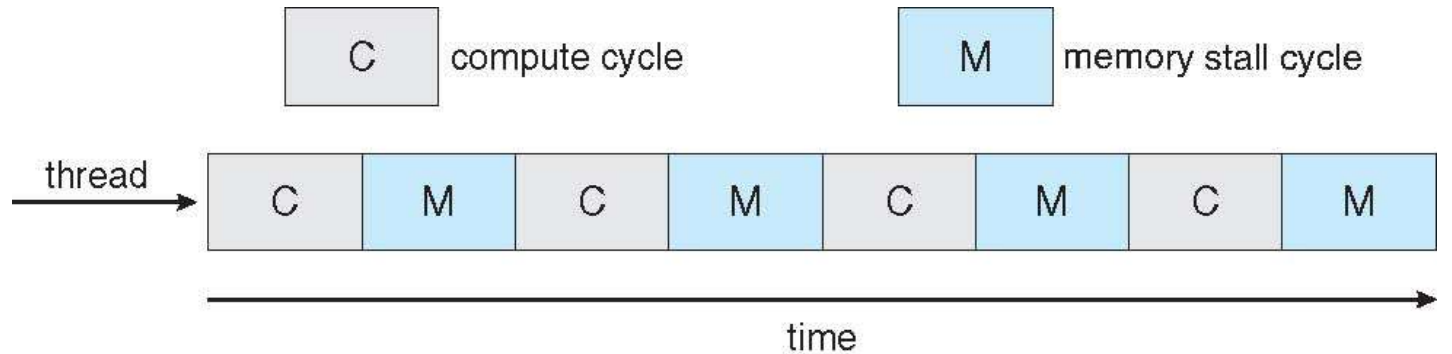 C compute cycle M memory stall cycle
thread
C M C M C M C M
time